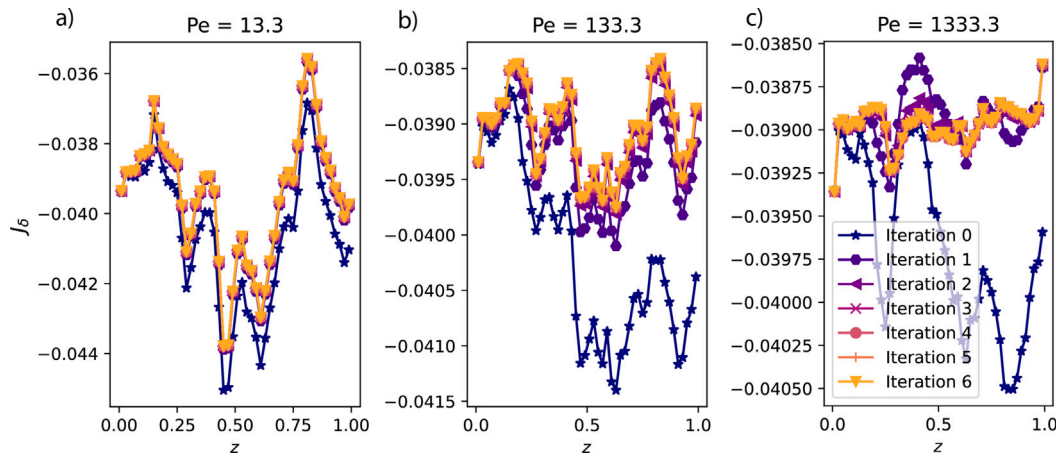 a)
Pe = 13.3
b)
Pe = 133.3
c)
Pe = 1333.3
−0.036
−0.038
−0.040
−0.042
−0.044
J_δ
0.00 0.25 0.50 0.75 1.00
z
−0.0385
−0.0390
−0.0395
−0.0400
−0.0405
−0.0410
−0.0415
0.0 0.5 1.0
z
−0.03850
−0.03875
−0.03900
−0.03925
−0.03950
−0.03975
−0.04000
−0.04025
−0.04050
Iteration 0
Iteration 1
Iteration 2
Iteration 3
Iteration 4
Iteration 5
Iteration 6
0.0 0.5 1.0
z